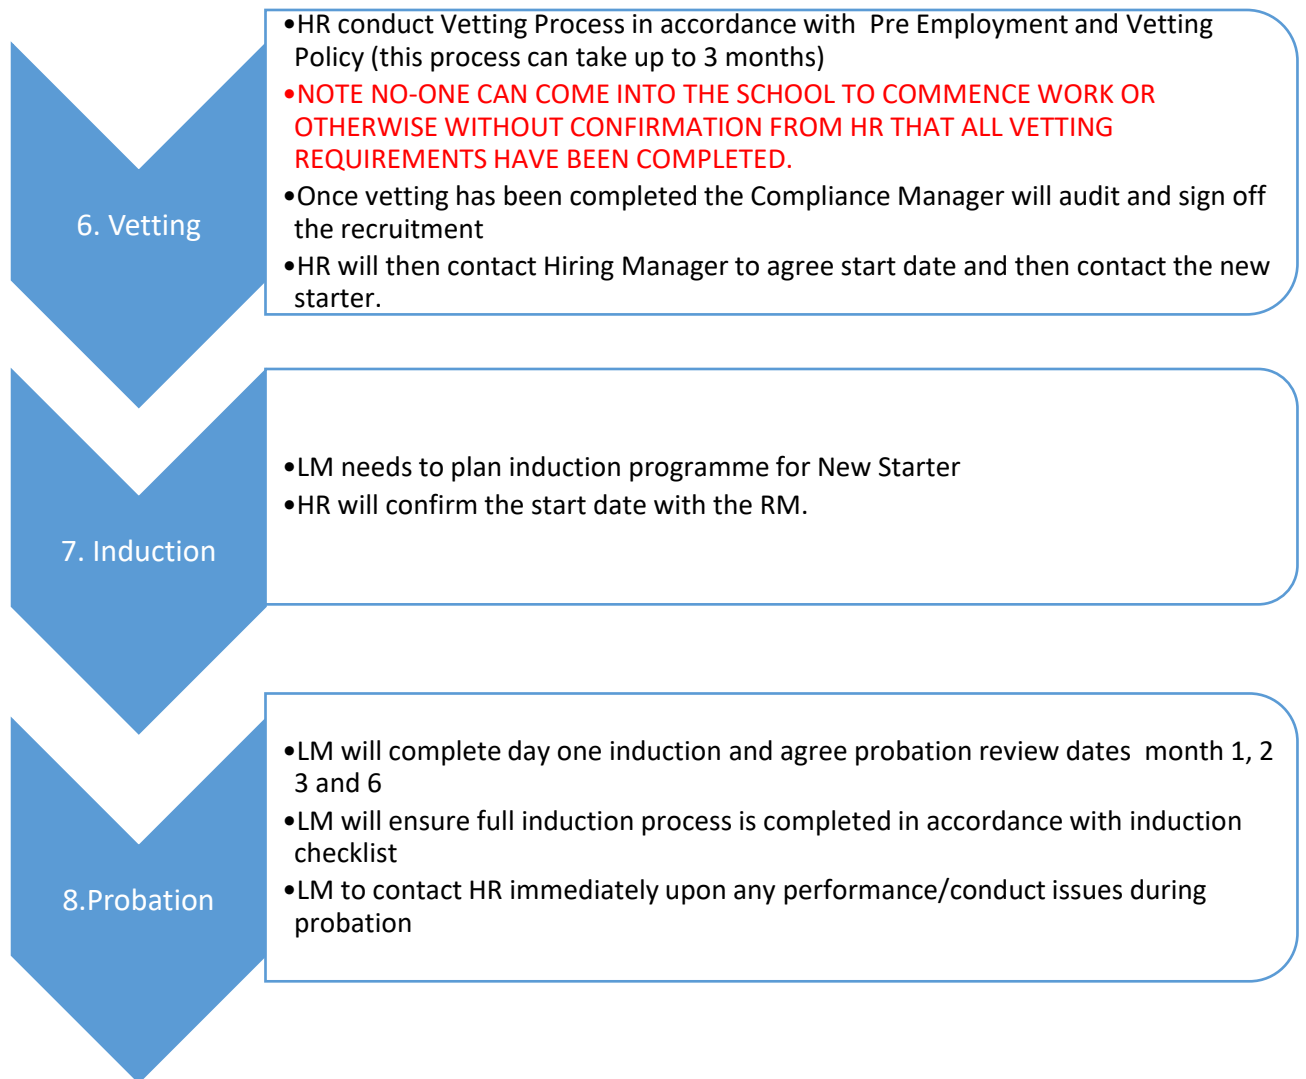 6. Vetting
•HR conduct Vetting Process in accordance with  Pre Employment and Vetting
Policy (this process can take up to 3 months)
•NOTE NO-ONE CAN COME INTO THE SCHOOL TO COMMENCE WORK OR
OTHERWISE WITHOUT CONFIRMATION FROM HR THAT ALL VETTING
REQUIREMENTS HAVE BEEN COMPLETED.
•Once vetting has been completed the Compliance Manager will audit and sign off
the recruitment
•HR will then contact Hiring Manager to agree start date and then contact the new
starter.
7. Induction
•LM needs to plan induction programme for New Starter
•HR will confirm the start date with the RM.
8.Probation
•LM will complete day one induction and agree probation review dates  month 1, 2
3 and 6
•LM will ensure full induction process is completed in accordance with induction
checklist
•LM to contact HR immediately upon any performance/conduct issues during
probation